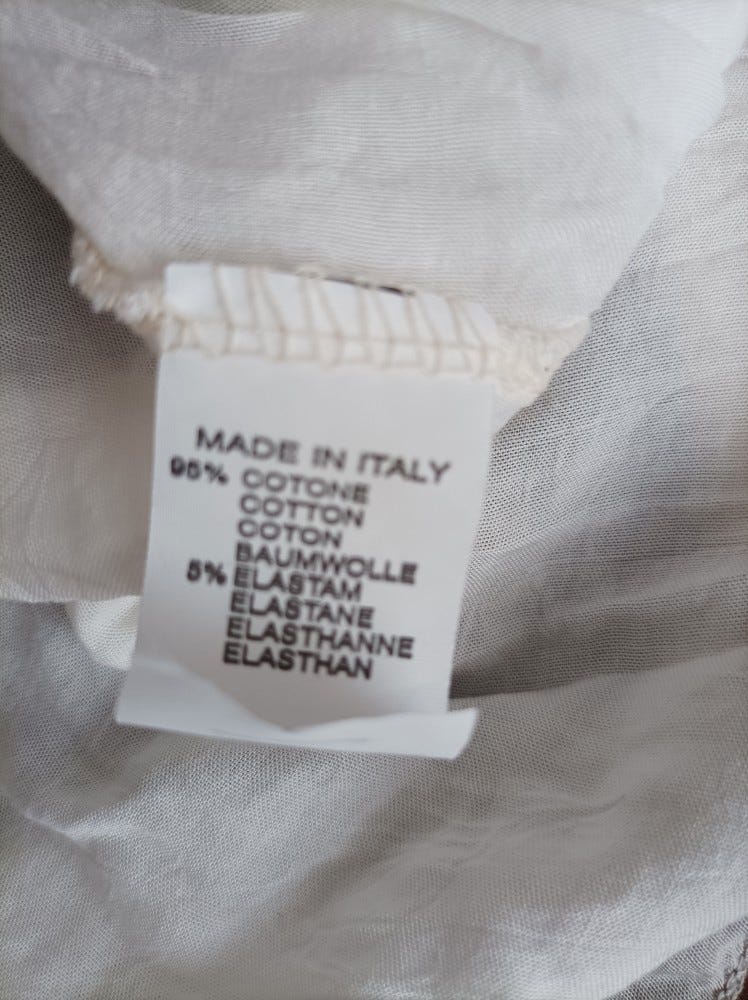 MADE IN ITALY
95% COTONE
COTTON
COTON
BAUMWOLLE
5% ELASTAM
ELASTANE
ELASTHANNE
ELASTHAN